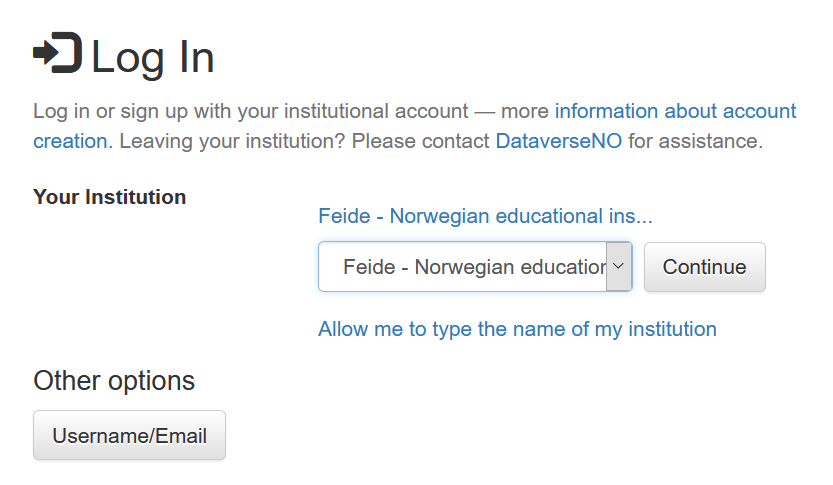 Log In
Log in or sign up with your institutional account — more information about account
creation. Leaving your institution? Please contact DataverseNO for assistance.
Your Institution
Feide - Norwegian educational ins...
Feide - Norwegian education
Continue
Allow me to type the name of my institution
Other options
Username/Email